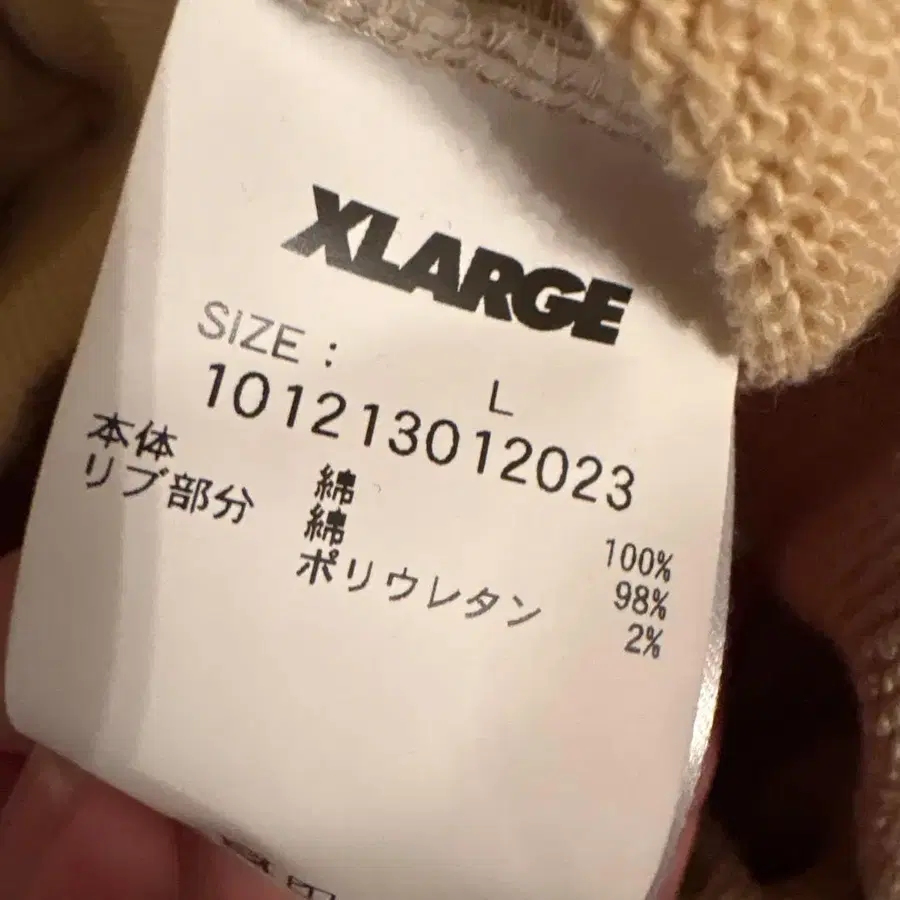 XLARGE
SIZE : L
101213012023
本体 綿 100%
リブ部分 綿 98%
ポリウレタン 2%